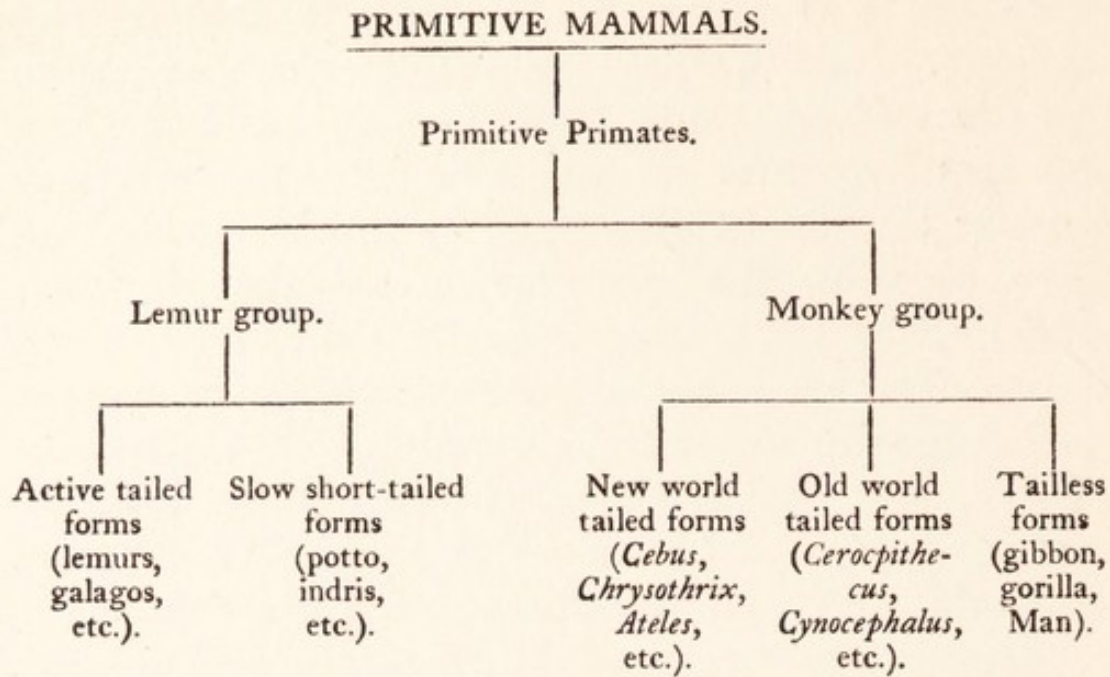 PRIMITIVE MAMMALS.
Primitive Primates.
Lemur group.
Monkey group.
Active tailed
forms
(lemurs,
galagos,
etc.).
Slow short-tailed
forms
(potto,
indris,
etc.).
New world
tailed forms
(Cebus,
Chrysothrix,
Ateles,
etc.).
Old world
tailed forms
(Cerocpithe-
cus,
Cynocephalus,
etc.).
Tailless
forms
(gibbon,
gorilla,
Man).